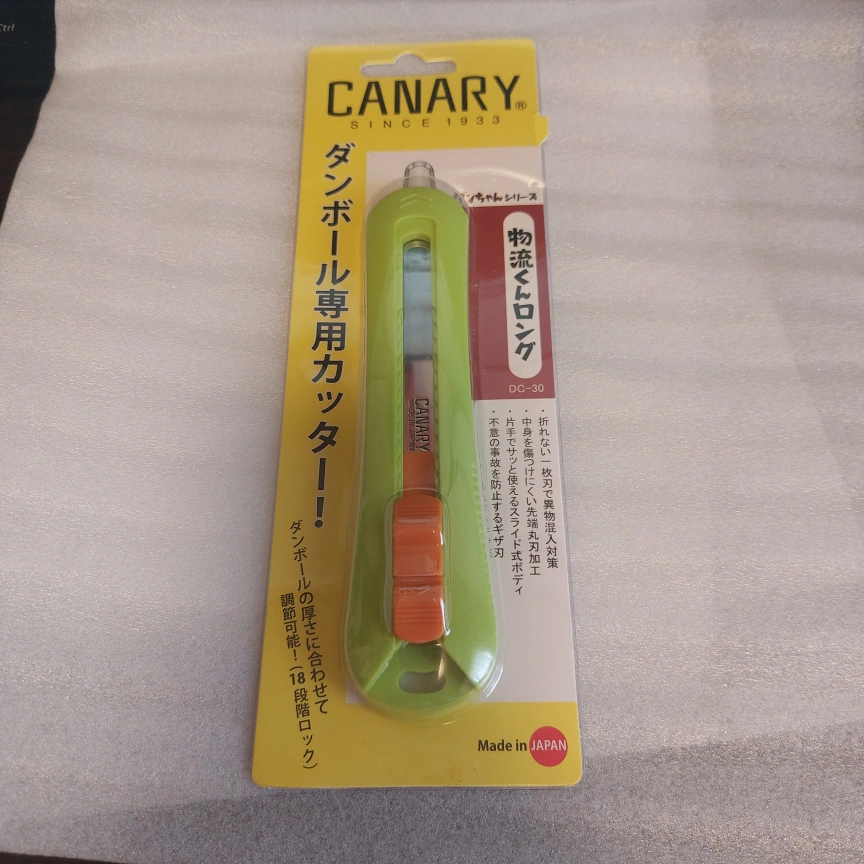 Ctrl
CANARY®
SINCE 1933
ダンボール専用カッター！
ちゃんシリーズ
物流くんロング
DC-30
・折れない一枚刃で異物混入対策
・中身を傷つけにくい先端丸刃加工
・片手でサッと使えるスライド式ボディ
・不意の事故を防止するギザ刃
CANARY
ダンボールの厚さに合わせて
調節可能！（18段階ロック）
Made in JAPAN